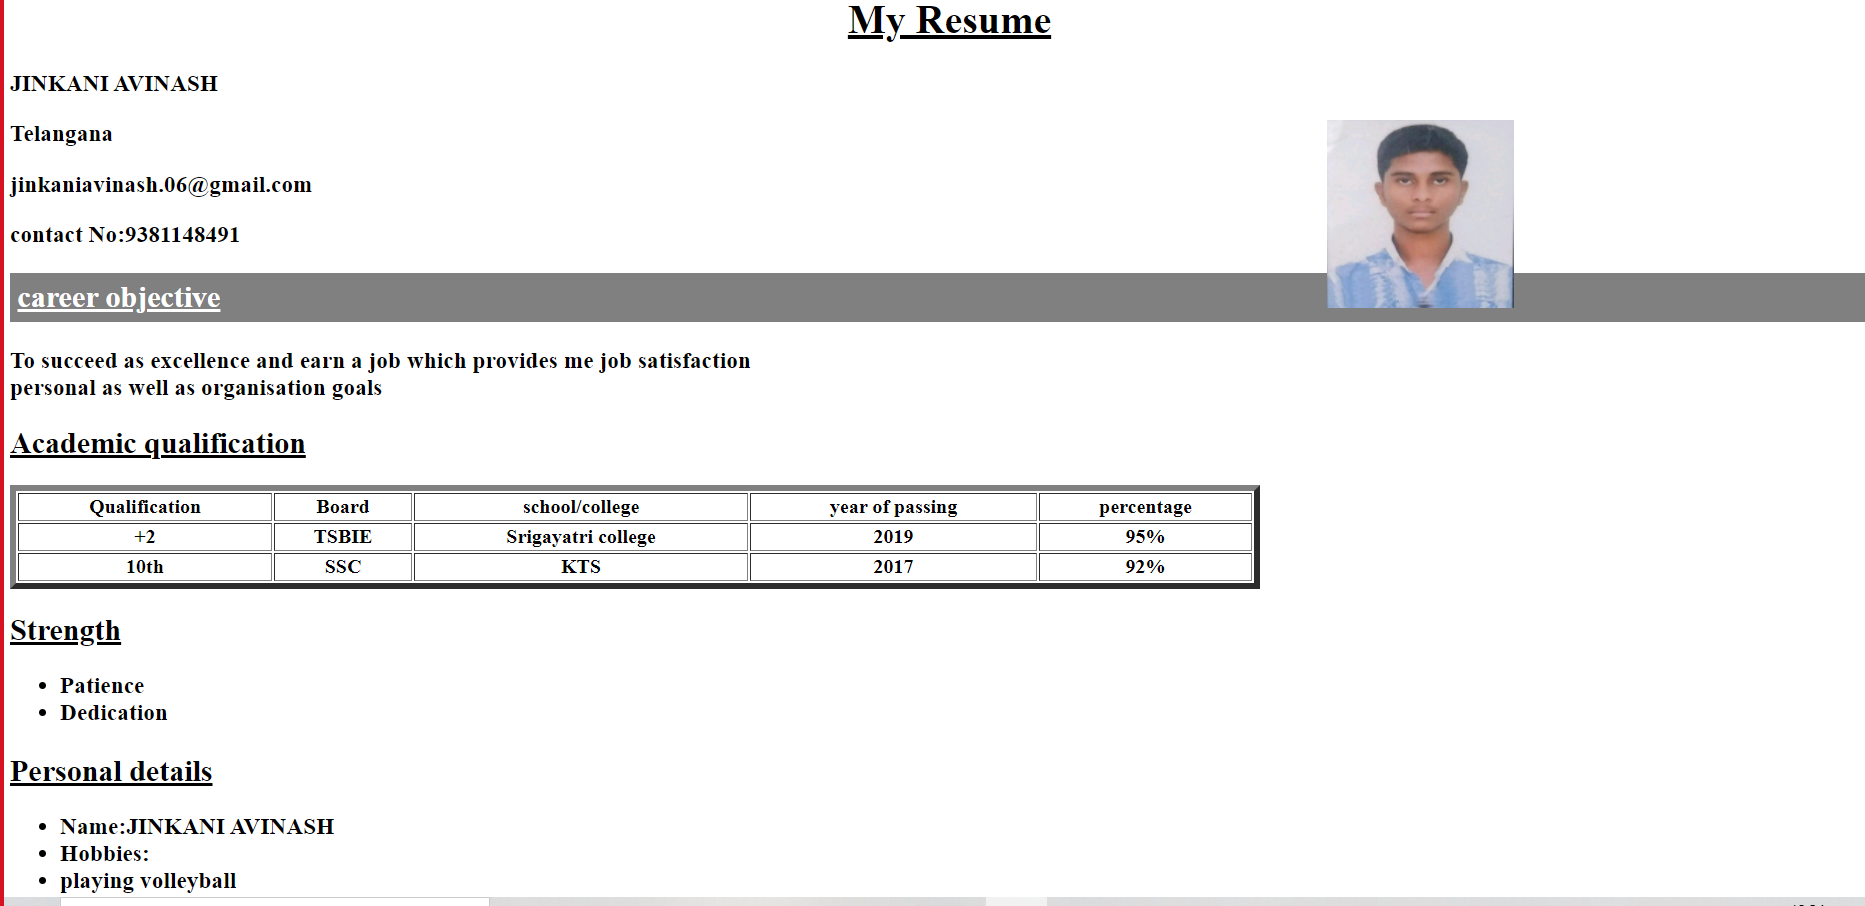 My Resume
JINKANI AVINASH
Telangana
jinkaniavinash.06@gmail.com
contact No:9381148491
career objective
To succeed as excellence and earn a job which provides me job satisfaction
personal as well as organisation goals
Academic qualification
Qualification Board school/college year of passing percentage
+2 TSBIE Srigayatri college 2019 95%
10th SSC KTS 2017 92%
Strength
• Patience
• Dedication
Personal details
• Name:JINKANI AVINASH
• Hobbies:
• playing volleyball